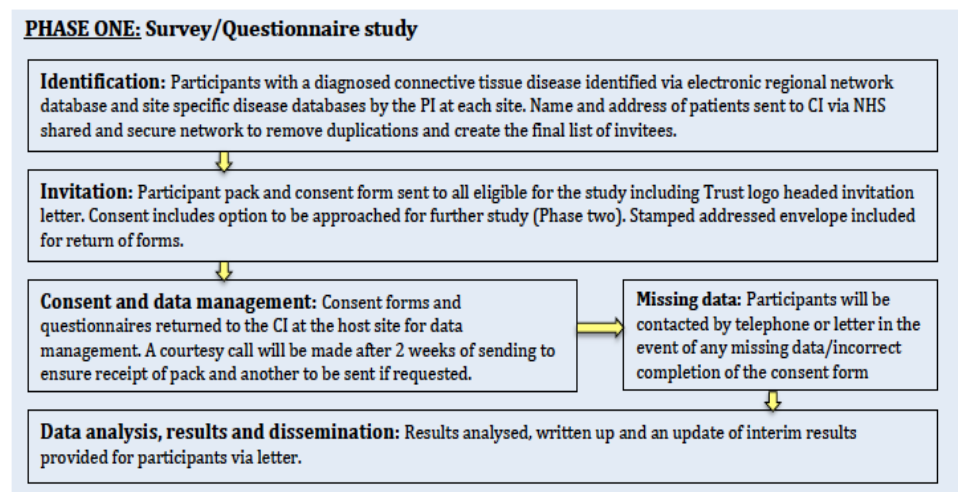 PHASE ONE: Survey/Questionnaire study
Identification: Participants with a diagnosed connective tissue disease identified via electronic regional network
database and site specific disease databases by the PI at each site. Name and address of patients sent to CI via NHS
shared and secure network to remove duplications and create the final list of invitees.
Invitation: Participant pack and consent form sent to all eligible for the study including Trust logo headed invitation
letter. Consent includes option to be approached for further study (Phase two). Stamped addressed envelope included
for return of forms.
Consent and data management: Consent forms and
questionnaires returned to the CI at the host site for data
management. A courtesy call will be made after 2 weeks of sending to
ensure receipt of pack and another to be sent if requested.
Missing data: Participants will be
contacted by telephone or letter in the
event of any missing data/incorrect
completion of the consent form
Data analysis, results and dissemination: Results analysed, written up and an update of interim results
provided for participants via letter.